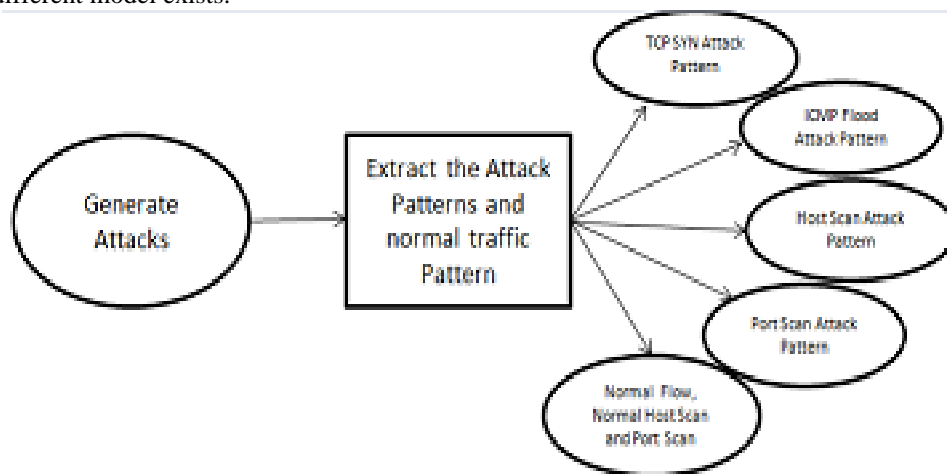 different model exists.
TCP SYN Attack
Pattern
ICMP Flood
Attack Pattern
Generate
Attacks
Extract the Attack
Patterns and
normal traffic
Pattern
Host Scan Attack
Pattern
Port Scan Attack
Pattern
Normal Flow,
Normal Host Scan
and Port Scan